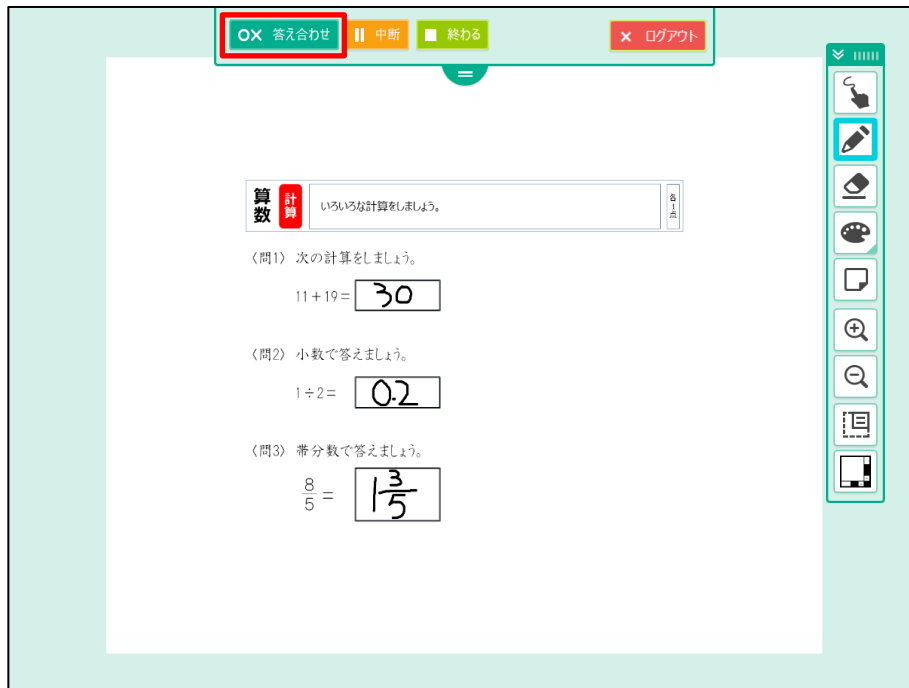 OX 答え合わせ 中断 終わる × ログアウト
算数 計算 いろいろな計算をしましょう。 各1点
〈問1〉 次の計算をしましょう。
11+19= 30
〈問2〉 小数で答えましょう。
1÷2= 0.2
〈問3〉 帯分数で答えましょう。
8/5 = 1 3/5